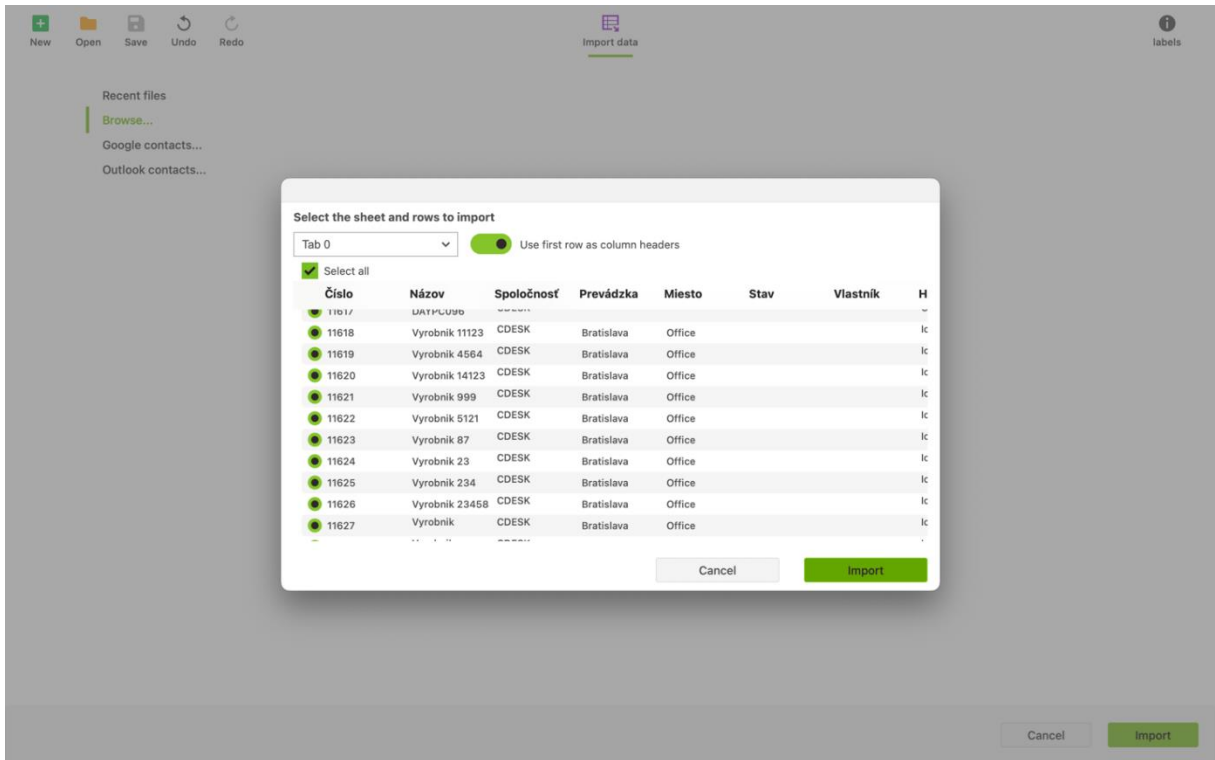 New Open Save Undo Redo Import data labels
Recent files
Browse...
Google contacts...
Outlook contacts...
Select the sheet and rows to import
Tab 0 Use first row as column headers
Select all
Číslo Názov Spoločnosť Prevádzka Miesto Stav Vlastník H
11617 DAYPC096
11618 Vyrobnik 11123 CDESK Bratislava Office
11619 Vyrobnik 4564 CDESK Bratislava Office
11620 Vyrobnik 14123 CDESK Bratislava Office
11621 Vyrobnik 999 CDESK Bratislava Office
11622 Vyrobnik 5121 CDESK Bratislava Office
11623 Vyrobnik 87 CDESK Bratislava Office
11624 Vyrobnik 23 CDESK Bratislava Office
11625 Vyrobnik 234 CDESK Bratislava Office
11626 Vyrobnik 23458 CDESK Bratislava Office
11627 Vyrobnik CDESK Bratislava Office
Cancel Import
Cancel Import